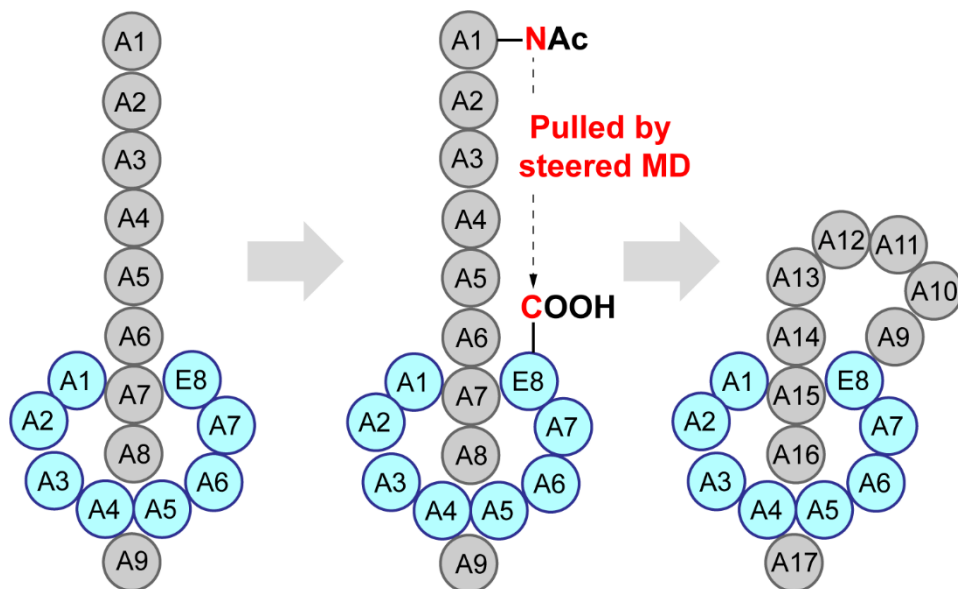 A1
A2
A3
A4
A5
A6
A1
A7
E8
A2
A8
A7
A3
A6
A4
A5
A9
A1
NAc
A2
Pulled by
steered MD
A3
A4
A5
COOH
A6
A1
A7
E8
A2
A8
A7
A3
A6
A4
A5
A9
A12
A11
A13
A10
A14
A9
A1
A15
E8
A2
A16
A7
A3
A6
A4
A5
A17